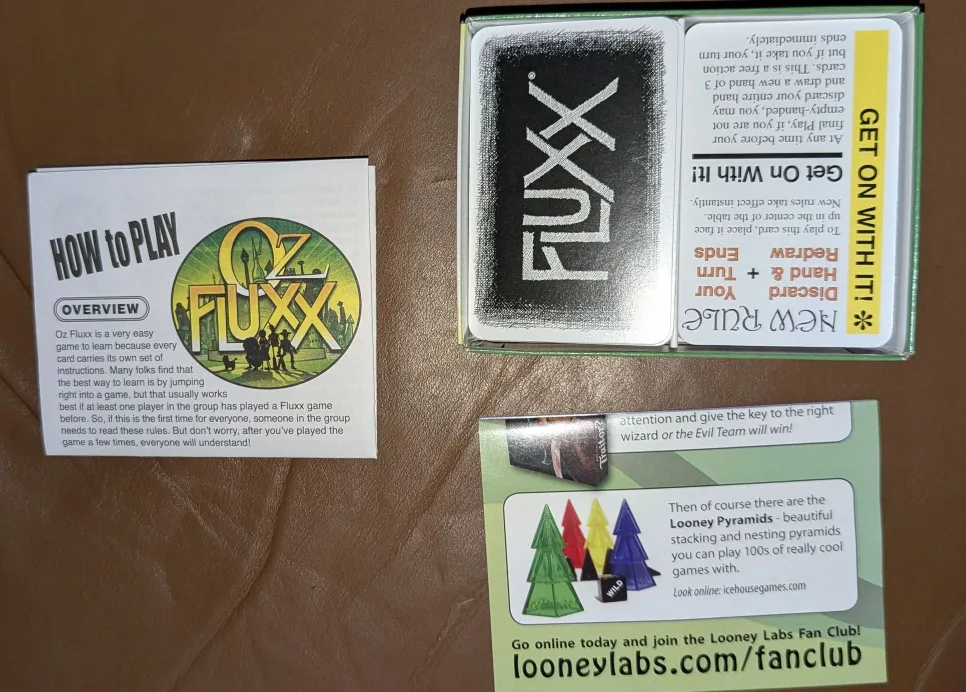 HOW to PLAY
OZ
FLUXX
OVERVIEW
Oz Fluxx is a very easy
game to learn because every
card carries its own set of
instructions. Many folks find that
the best way to learn is by jumping
right into a game, but that usually works
best if at least one player in the group has played a Fluxx game
before. So, if this is the first time for everyone, someone in the group
needs to read these rules. But don't worry, after you've played the
game a few times, everyone will understand!
FLUXX®
GET ON WITH IT! *
NEW RULE
Discard
Hand &
Redraw
+
Your
Turn
Ends
To play this card, place it face
up in the center of the table.
New rules take effect instantly.
Get On With It!
At any time before your
final Play, if you are not
empty-handed, you may
discard your entire hand
and draw a new hand of 3
cards. This is a free action
but if you take it, your turn
ends immediately.
attention and give the key to the right
wizard or the Evil Team will win!
Then of course there are the
Looney Pyramids - beautiful
stacking and nesting pyramids
you can play 100s of really cool
games with.
Look online: icehousegames.com
WILD
Go online today and join the Looney Labs Fan Club!
looneylabs.com/fanclub